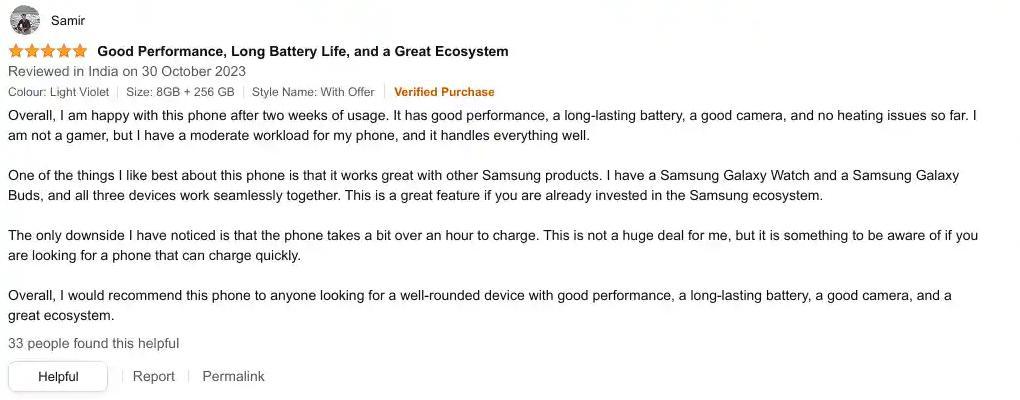 Samir
Good Performance, Long Battery Life, and a Great Ecosystem
Reviewed in India on 30 October 2023
Colour: Light Violet | Size: 8GB + 256 GB | Style Name: With Offer | Verified Purchase
Overall, I am happy with this phone after two weeks of usage. It has good performance, a long-lasting battery, a good camera, and no heating issues so far. I
am not a gamer, but I have a moderate workload for my phone, and it handles everything well.
One of the things I like best about this phone is that it works great with other Samsung products. I have a Samsung Galaxy Watch and a Samsung Galaxy
Buds, and all three devices work seamlessly together. This is a great feature if you are already invested in the Samsung ecosystem.
The only downside I have noticed is that the phone takes a bit over an hour to charge. This is not a huge deal for me, but it is something to be aware of if you
are looking for a phone that can charge quickly.
Overall, I would recommend this phone to anyone looking for a well-rounded device with good performance, a long-lasting battery, a good camera, and a
great ecosystem.
33 people found this helpful
Helpful | Report | Permalink